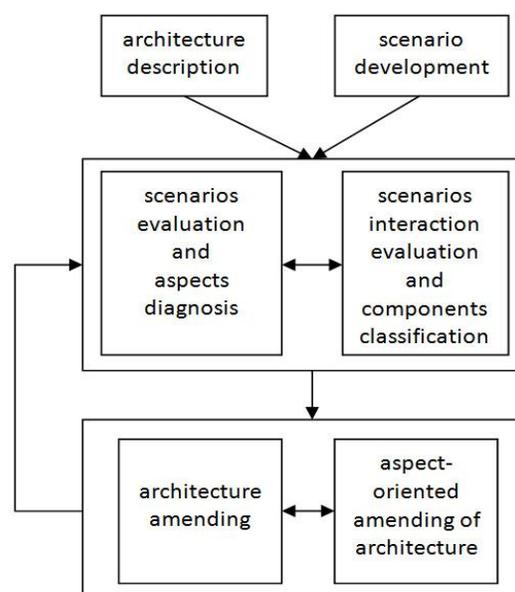 architecture
description
scenario
development
scenarios
evaluation
and
aspects
diagnosis
scenarios
interaction
evaluation
and
components
classification
architecture
amending
aspect-
oriented
amending of
architecture